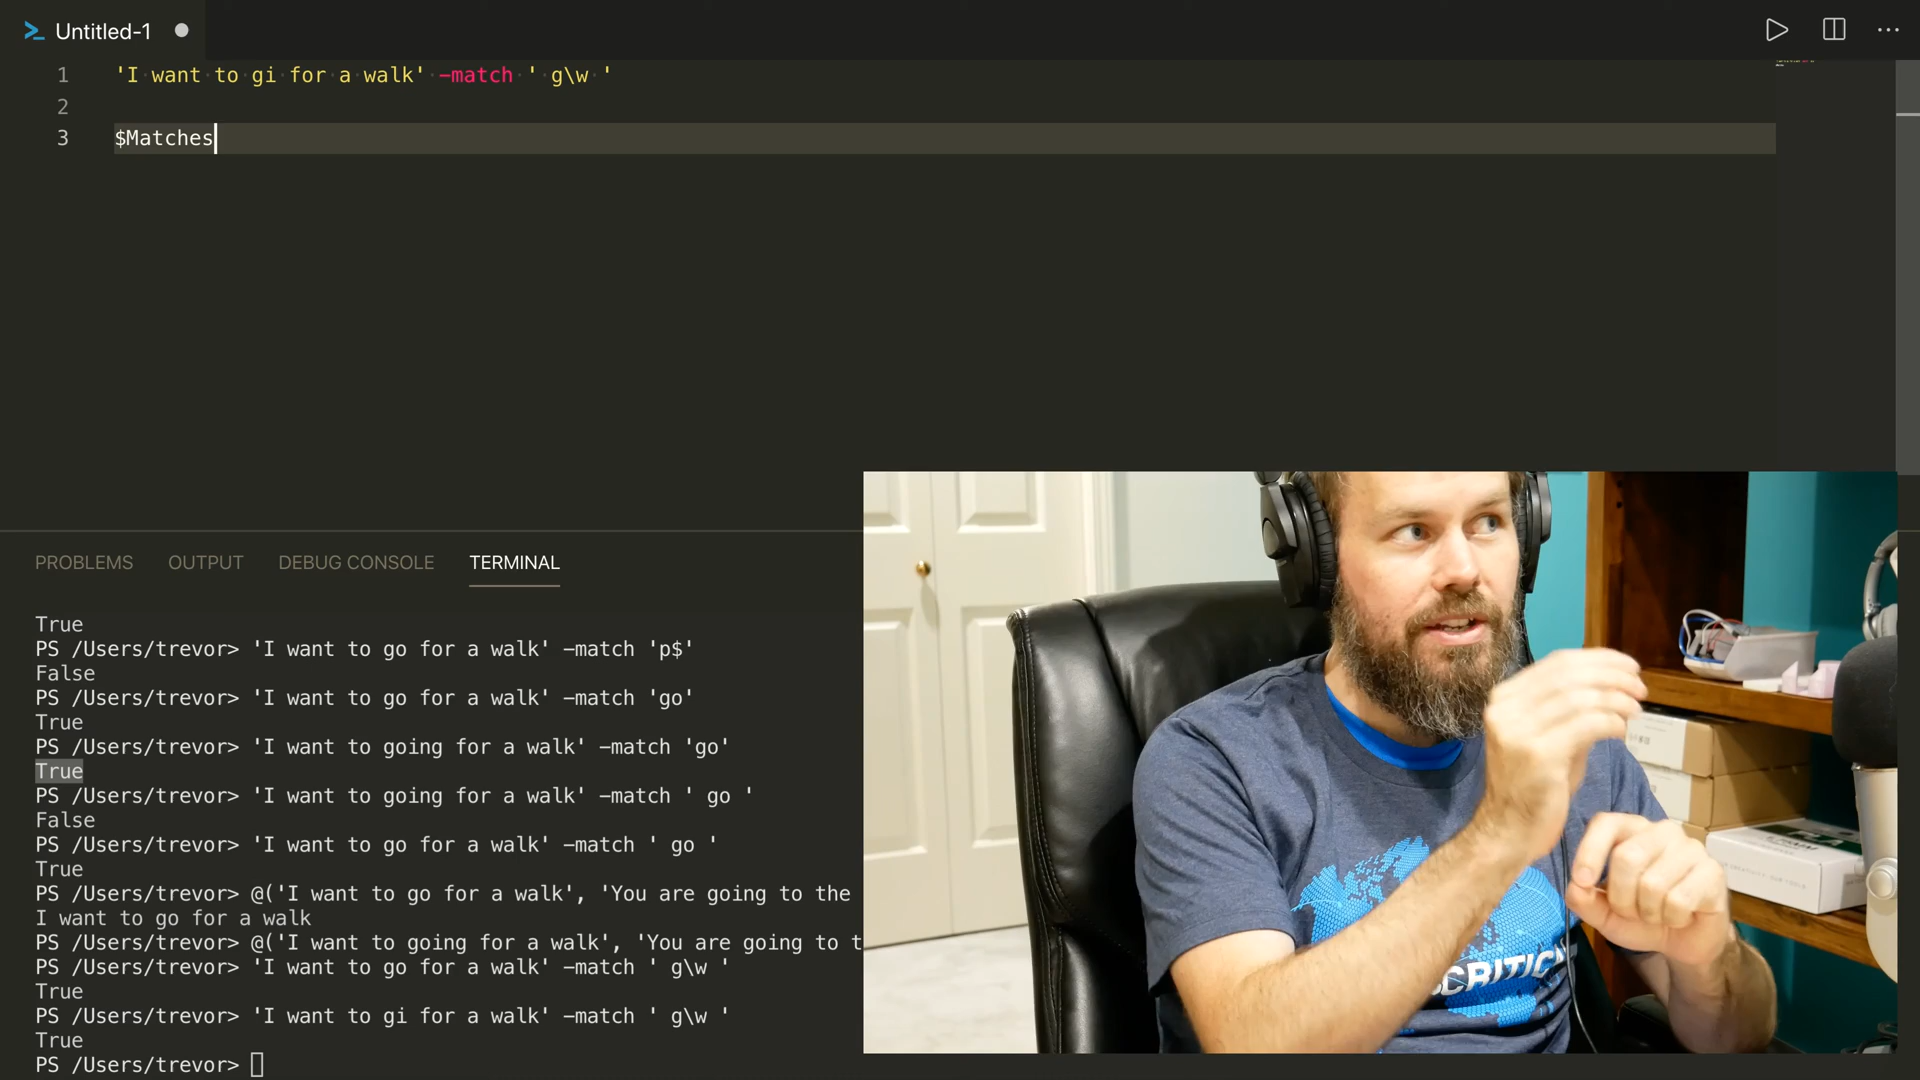 Untitled-1
1 'I want to gi for a walk' -match ' g\w '
2
3 $Matches
PROBLEMS OUTPUT DEBUG CONSOLE TERMINAL
True
PS /Users/trevor> 'I want to go for a walk' -match 'p$'
False
PS /Users/trevor> 'I want to go for a walk' -match 'go'
True
PS /Users/trevor> 'I want to going for a walk' -match 'go'
True
PS /Users/trevor> 'I want to going for a walk' -match ' go '
False
PS /Users/trevor> 'I want to go for a walk' -match ' go '
True
PS /Users/trevor> @('I want to go for a walk', 'You are going to the
I want to go for a walk
PS /Users/trevor> @('I want to going for a walk', 'You are going to t
PS /Users/trevor> 'I want to go for a walk' -match ' g\w '
True
PS /Users/trevor> 'I want to gi for a walk' -match ' g\w '
True
PS /Users/trevor>